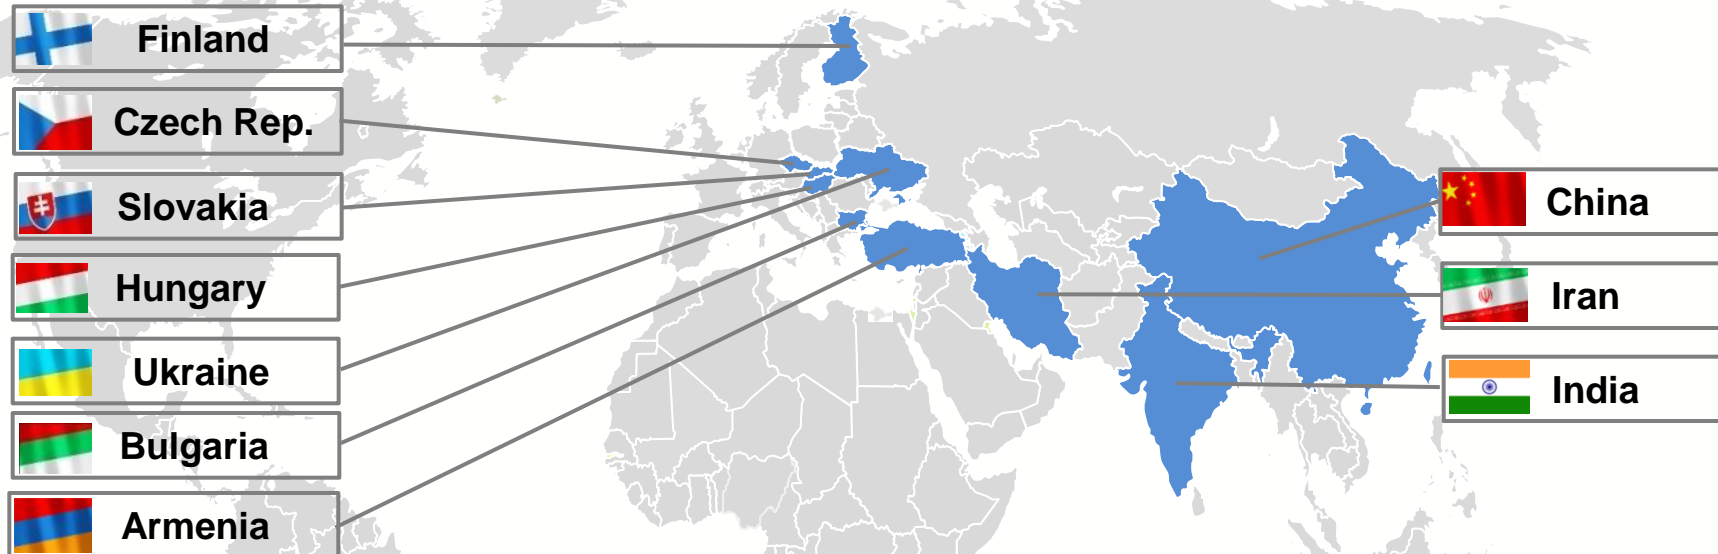 Finland
Czech Rep.
Slovakia
Hungary
Ukraine
Bulgaria
Armenia
China
Iran
India